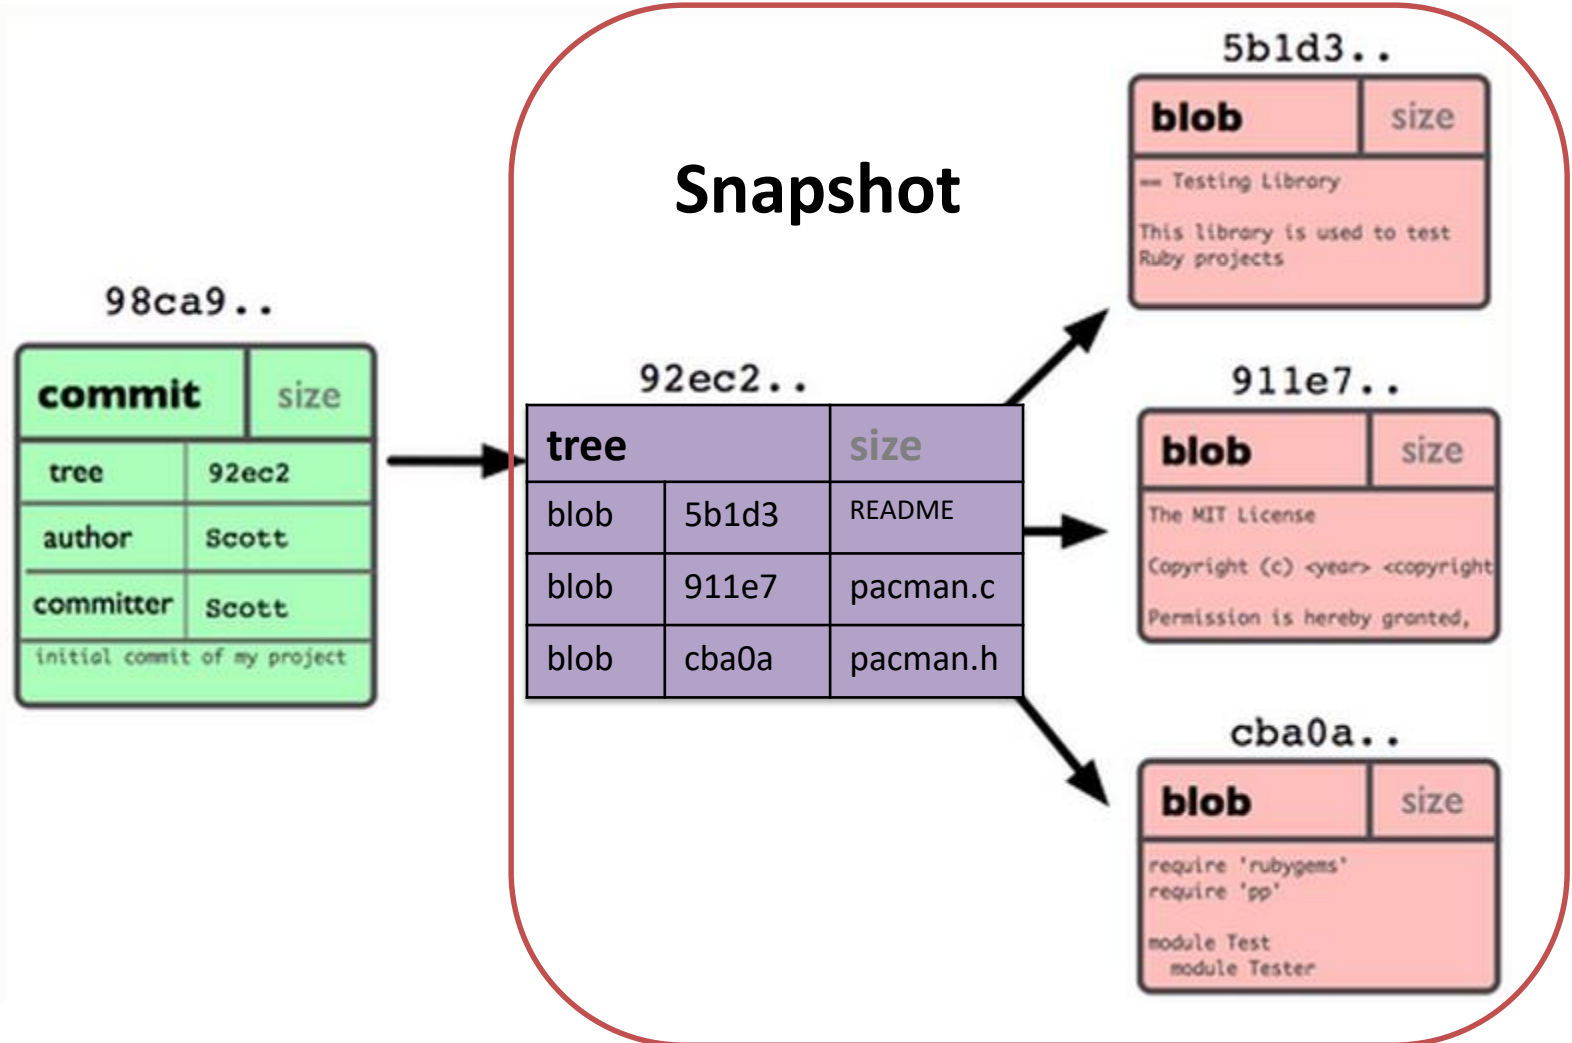 Snapshot
98ca9..
commit size
tree 92ec2
author Scott
committer Scott
initial commit of my project
92ec2..
tree size
blob 5b1d3 README
blob 911e7 pacman.c
blob cba0a pacman.h
5b1d3..
blob size
== Testing Library
This library is used to test
Ruby projects
911e7..
blob size
The MIT License
Copyright (c) <year> <copyright
Permission is hereby granted,
cba0a..
blob size
require 'rubygems'
require 'pp'
module Test
module Tester